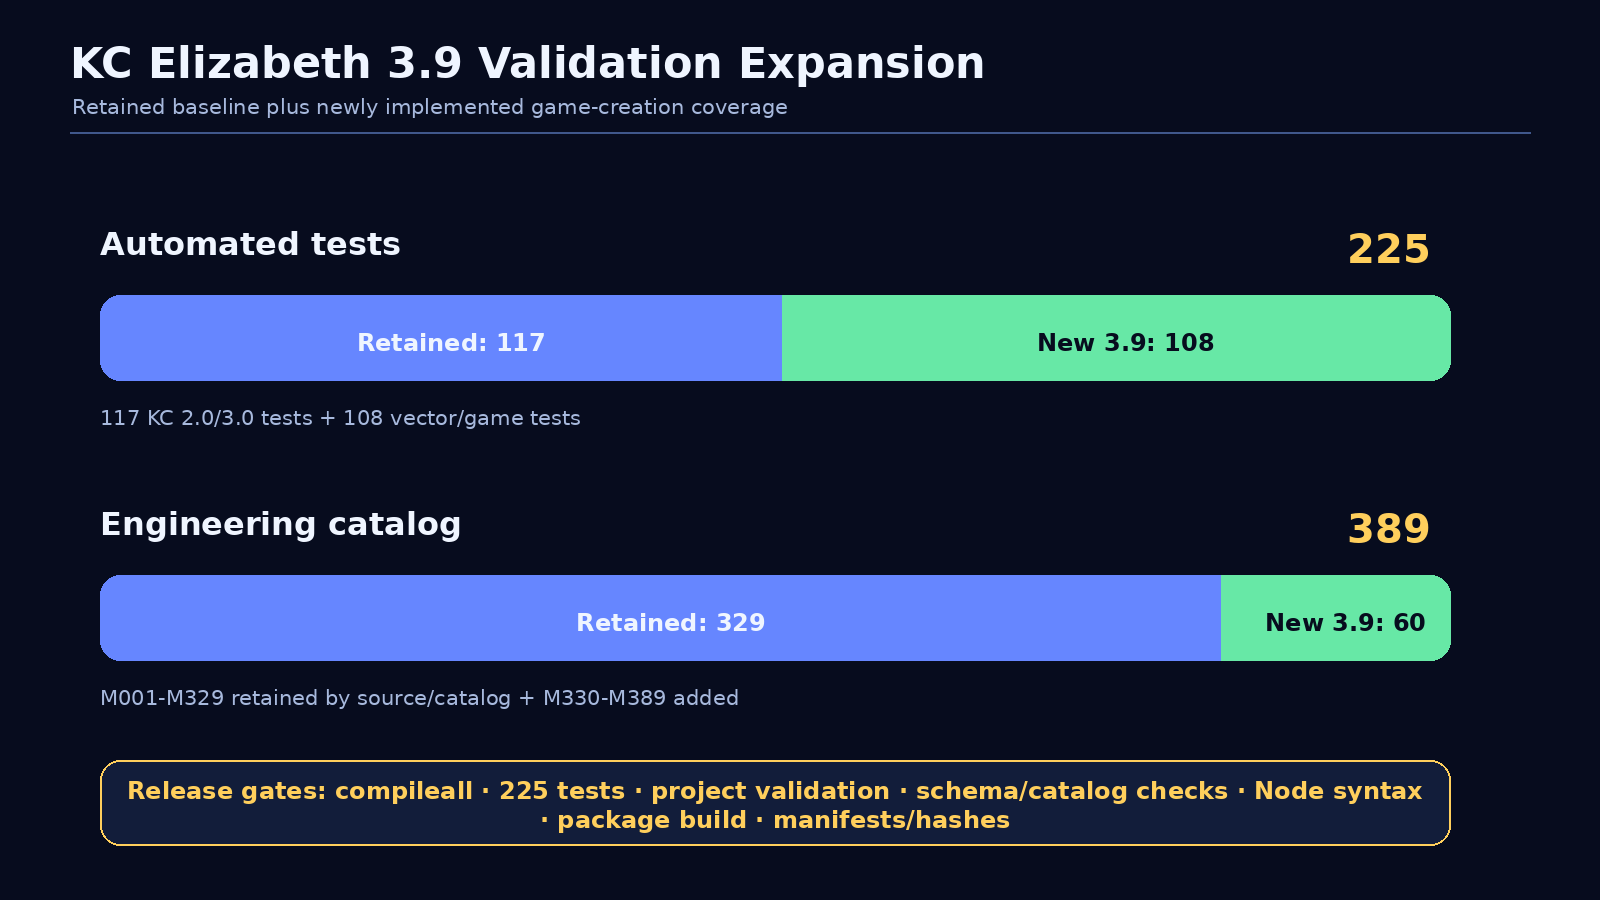 KC Elizabeth 3.9 Validation Expansion
Retained baseline plus newly implemented game-creation coverage
Automated tests
225
Retained: 117
New 3.9: 108
117 KC 2.0/3.0 tests + 108 vector/game tests
Engineering catalog
389
Retained: 329
New 3.9: 60
M001-M329 retained by source/catalog + M330-M389 added
Release gates: compileall · 225 tests · project validation · schema/catalog checks · Node syntax
· package build · manifests/hashes